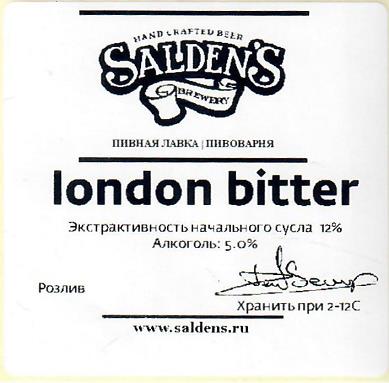 HAND CRAFTED BEER
SALDEN'S
BREWERY
ПИВНАЯ ЛАВКА | ПИВОВАРНЯ
london bitter
Экстрактивность начального сусла 12%
Алкоголь: 5.0%
Розлив
Хранить при 2-12С
www.saldens.ru